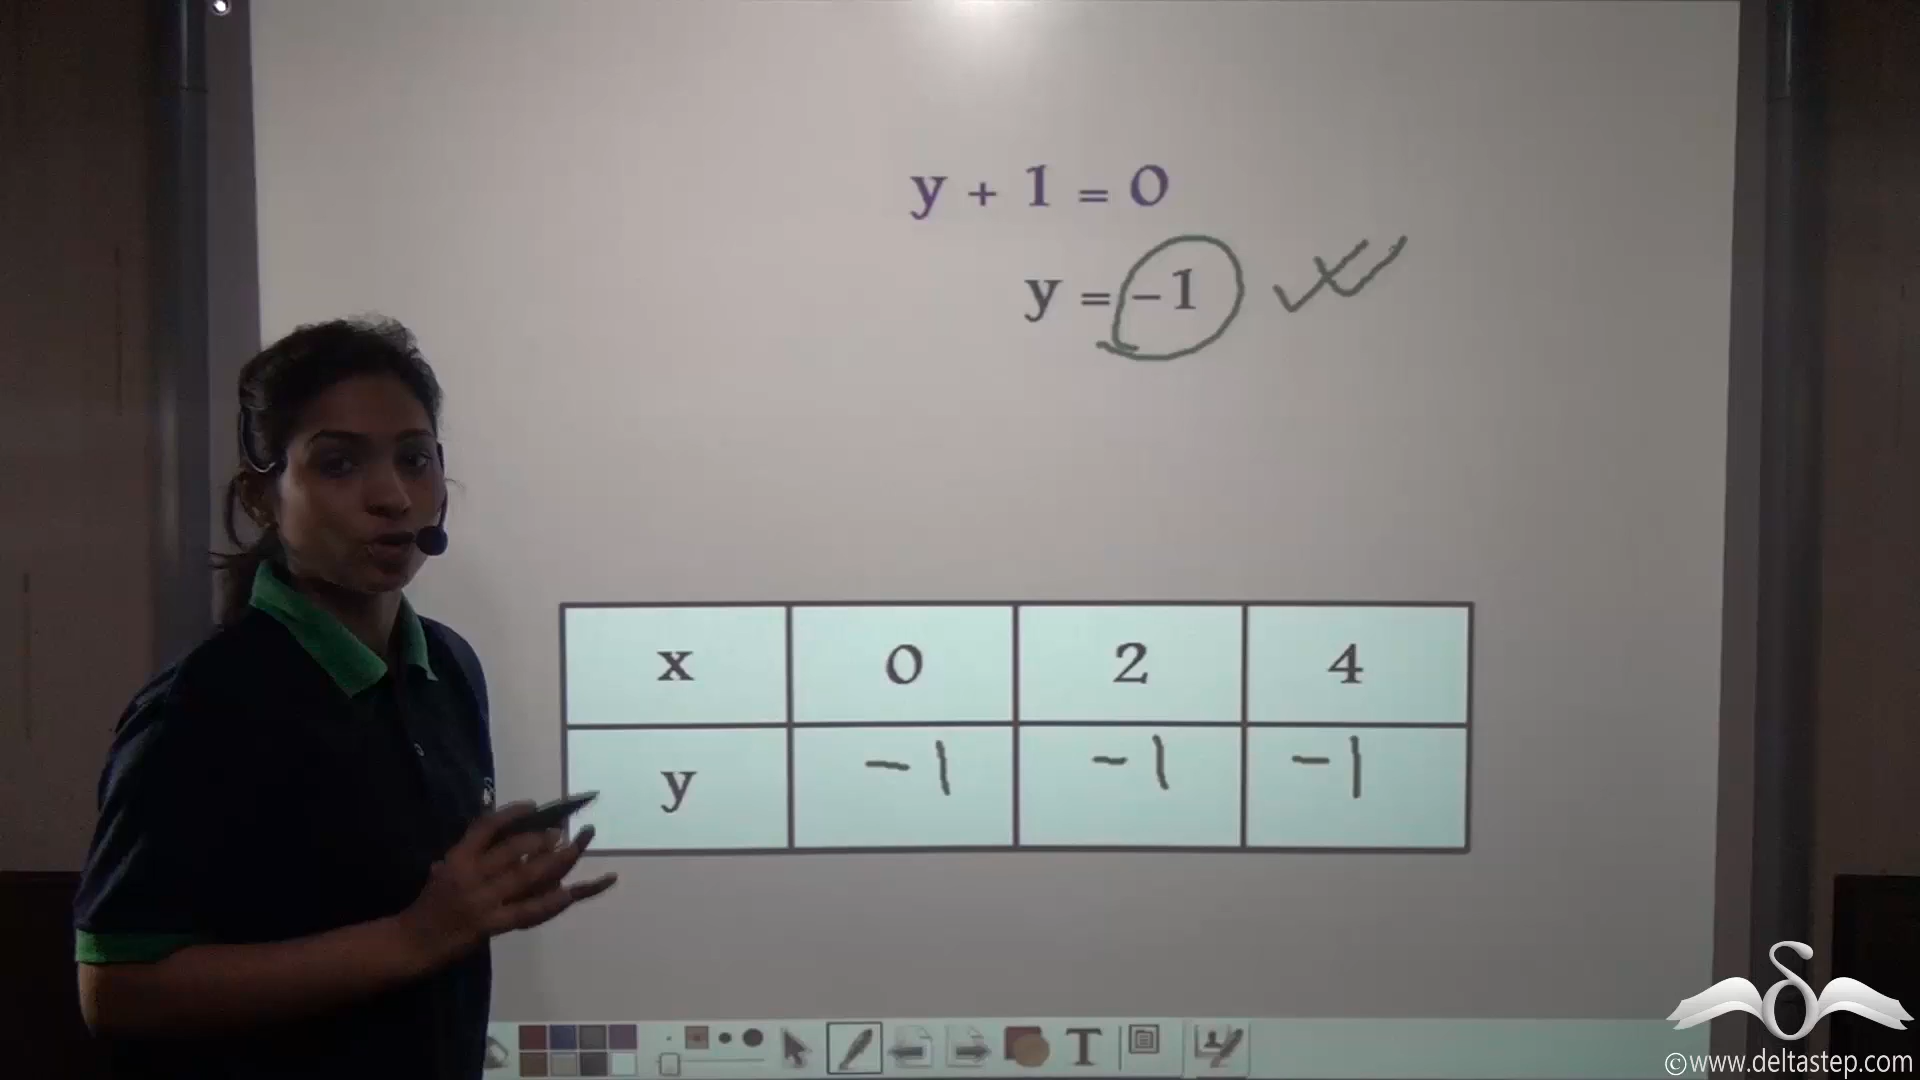 y + 1 = 0
y = -1
x 0 2 4
y -1 -1 -1
T
©www.deltastep.com